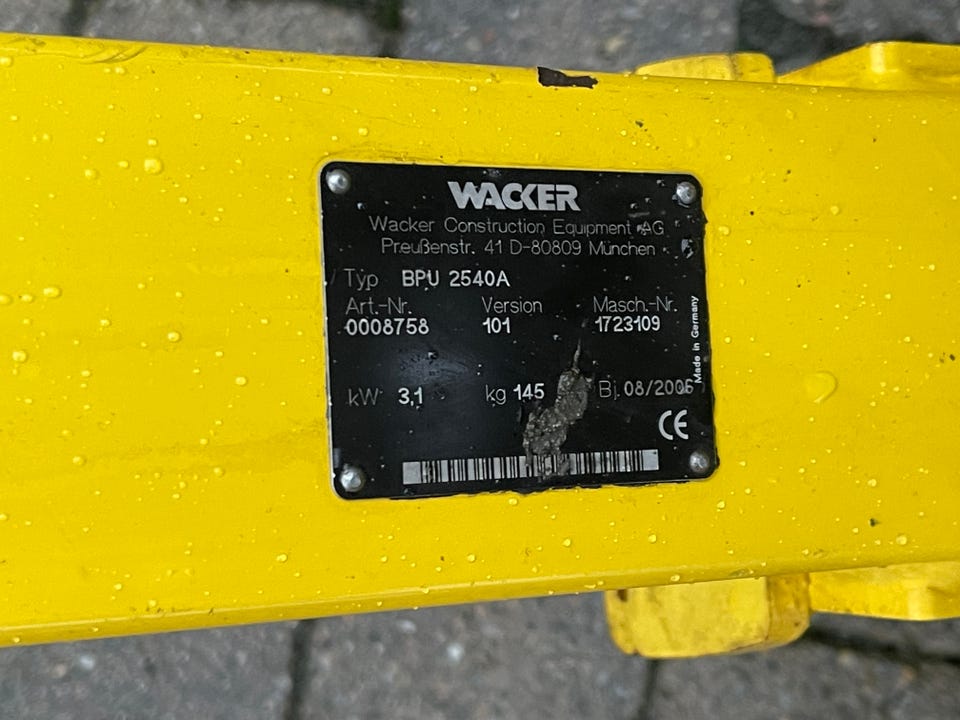 WACKER
Wacker Construction Equipment AG
Preußenstr. 41 D-80809 München
Typ BPU 2540A
Art.-Nr. Version Masch.-Nr.
0008758 101 1723109
kW 3,1 kg 145 Bj. 08/2006
Made in Germany
CE